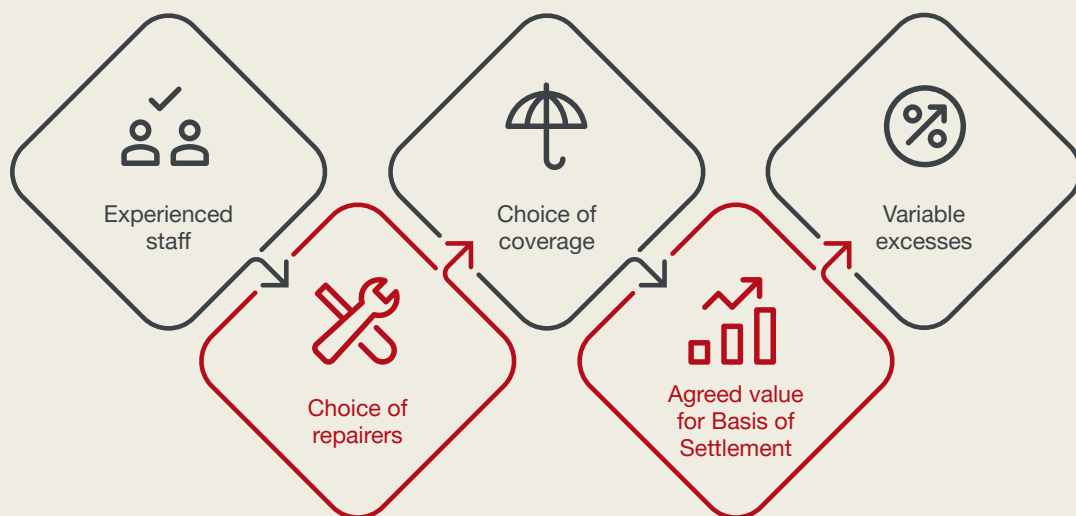 Experienced
staff
Choice of
repairers
Choice of
coverage
Agreed value
for Basis of
Settlement
Variable
excesses